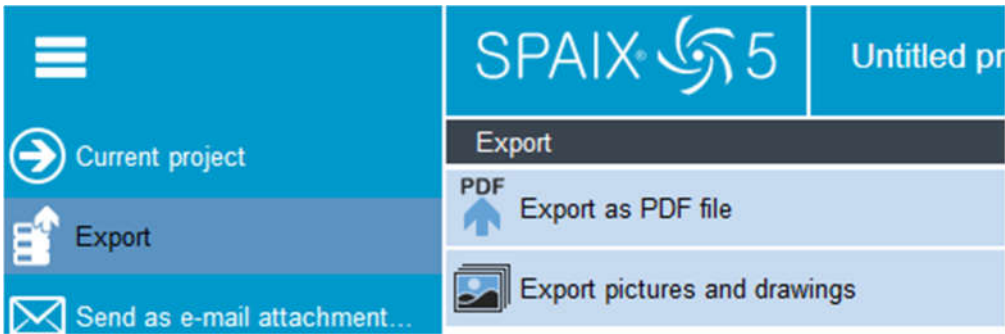 SPAIX® 5
Untitled pr
Current project
Export
Send as e-mail attachment...
Export
PDF
Export as PDF file
Export pictures and drawings